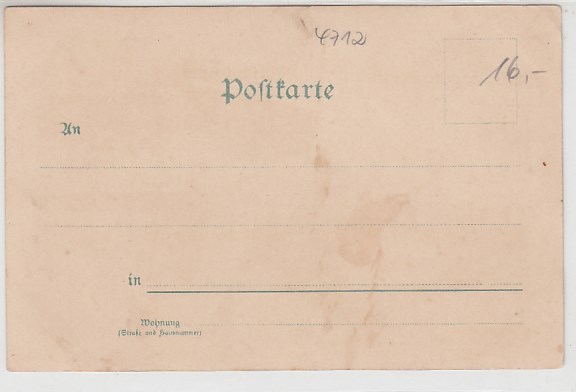 4712
16,-
Postkarte
An
in
Wohnung
(Straße und Hausnummer)